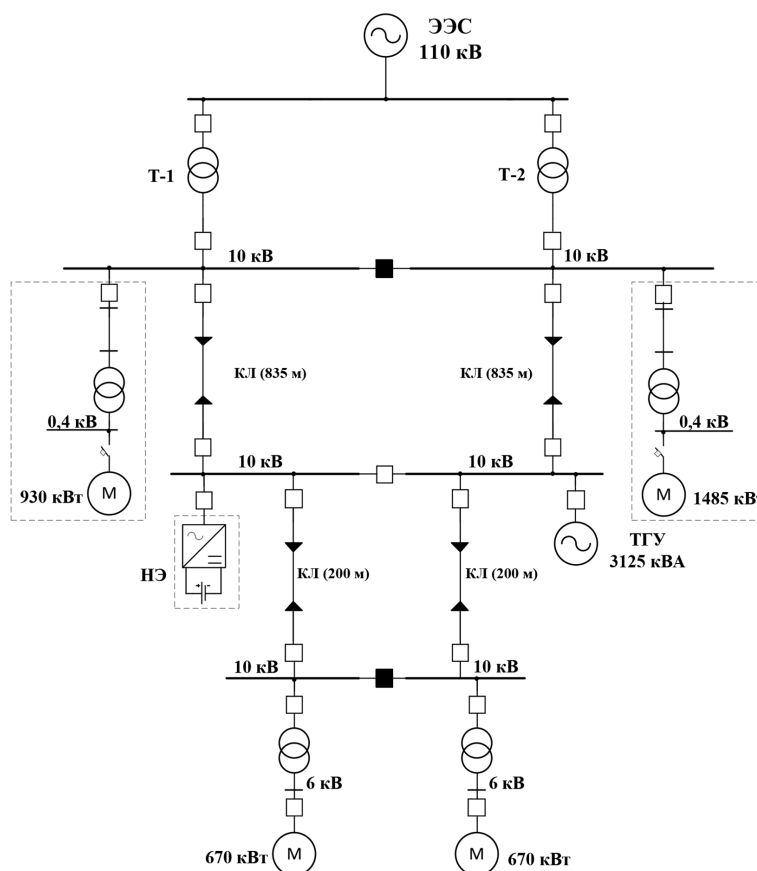 ЭЭС
110 кВ
Т-1
Т-2
10 кВ
10 кВ
КЛ (835 м)
КЛ (835 м)
0,4 кВ
0,4 кВ
10 кВ
10 кВ
930 кВт
М
М
1485 кВт
НЭ
КЛ (200 м)
КЛ (200 м)
ТГУ
3125 кВА
10 кВ
10 кВ
6 кВ
6 кВ
670 кВт
М
М
670 кВт